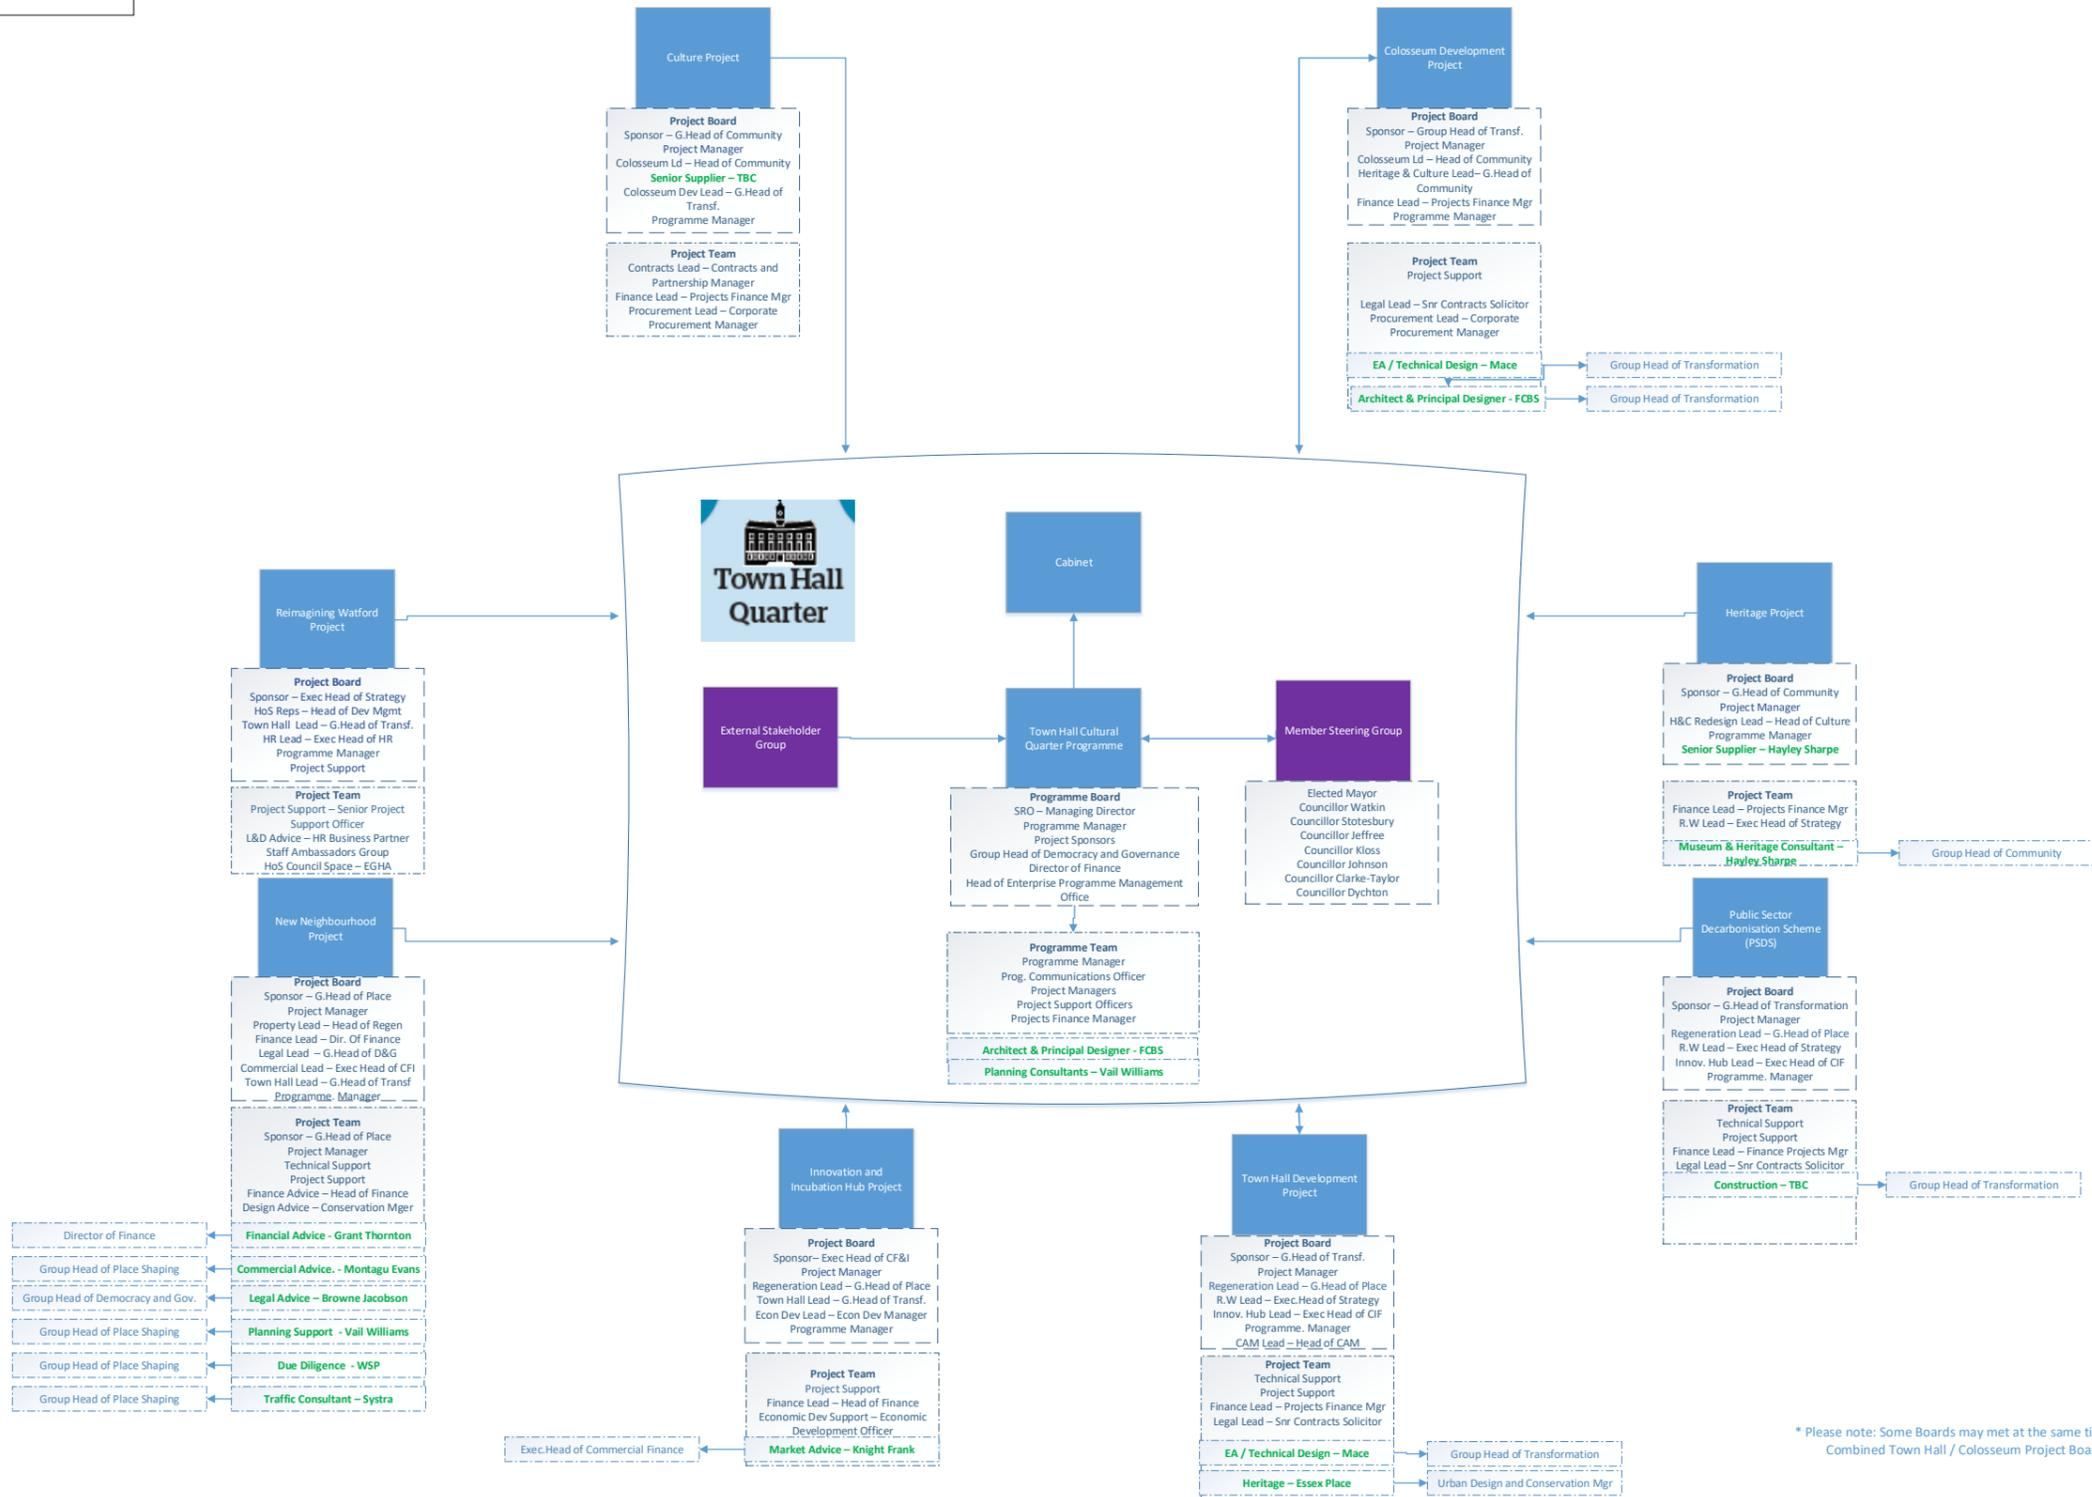 Culture Project
Project Board
Sponsor – G.Head of Community
Project Manager
Colosseum Ld – Head of Community
Senior Supplier – TBC
Colosseum Dev Lead – G.Head of
Transf.
Programme Manager
Project Team
Contracts Lead – Contracts and
Partnership Manager
Finance Lead – Projects Finance Mgr
Procurement Lead – Corporate
Procurement Manager
Colosseum Development
Project
Project Board
Sponsor – Group Head of Transf.
Project Manager
Colosseum Ld – Head of Community
Heritage & Culture Lead– G.Head of
Community
Finance Lead – Projects Finance Mgr
Programme Manager
Project Team
Project Support
Legal Lead – Snr Contracts Solicitor
Procurement Lead – Corporate
Procurement Manager
EA / Technical Design – Mace
Group Head of Transformation
Architect & Principal Designer - FCBS
Group Head of Transformation
Town Hall
Quarter
Cabinet
External Stakeholder
Group
Town Hall Cultural
Quarter Programme
Member Steering Group
Programme Board
SRO – Managing Director
Programme Manager
Project Sponsors
Group Head of Democracy and Governance
Director of Finance
Head of Enterprise Programme Management
Office
Elected Mayor
Councillor Watkin
Councillor Stotesbury
Councillor Jeffree
Councillor Kloss
Councillor Johnson
Councillor Clarke-Taylor
Councillor Dychton
Programme Team
Programme Manager
Prog. Communications Officer
Project Managers
Project Support Officers
Projects Finance Manager
Architect & Principal Designer - FCBS
Planning Consultants – Vail Williams
Reimagining Watford
Project
Project Board
Sponsor – Exec Head of Strategy
HoS Reps – Head of Dev Mgmt
Town Hall Lead – G.Head of Transf.
HR Lead – Exec Head of HR
Programme Manager
Project Support
Project Team
Project Support – Senior Project
Support Officer
L&D Advice – HR Business Partner
Staff Ambassadors Group
HoS Council Space – EGHA
New Neighbourhood
Project
Project Board
Sponsor – G.Head of Place
Project Manager
Property Lead – Head of Regen
Finance Lead – Dir. Of Finance
Legal Lead – G.Head of D&G
Commercial Lead – Exec Head of CFI
Town Hall Lead – G.Head of Transf
Programme. Manager
Project Team
Sponsor – G.Head of Place
Project Manager
Technical Support
Project Support
Finance Advice – Head of Finance
Design Advice – Conservation Mger
Director of Finance
Financial Advice - Grant Thornton
Group Head of Place Shaping
Commercial Advice. - Montagu Evans
Group Head of Democracy and Gov.
Legal Advice – Browne Jacobson
Group Head of Place Shaping
Planning Support - Vail Williams
Group Head of Place Shaping
Due Diligence - WSP
Group Head of Place Shaping
Traffic Consultant – Systra
Innovation and
Incubation Hub Project
Project Board
Sponsor– Exec Head of CF&I
Project Manager
Regeneration Lead – G.Head of Place
Town Hall Lead – G.Head of Transf.
Econ Dev Lead – Econ Dev Manager
Programme Manager
Project Team
Project Support
Finance Lead – Head of Finance
Economic Dev Support – Economic
Development Officer
Exec.Head of Commercial Finance
Market Advice – Knight Frank
Town Hall Development
Project
Project Board
Sponsor – G.Head of Transf.
Project Manager
Regeneration Lead – G.Head of Place
R.W Lead – Exec.Head of Strategy
Innov. Hub Lead – Exec Head of CIF
Programme. Manager
CAM Lead – Head of CAM
Project Team
Technical Support
Project Support
Finance Lead – Projects Finance Mgr
Legal Lead – Snr Contracts Solicitor
EA / Technical Design – Mace
Group Head of Transformation
Heritage – Essex Place
Urban Design and Conservation Mgr
Heritage Project
Project Board
Sponsor – G.Head of Community
Project Manager
H&C Redesign Lead – Head of Culture
Programme Manager
Senior Supplier – Hayley Sharpe
Project Team
Finance Lead – Projects Finance Mgr
R.W Lead – Exec Head of Strategy
Museum & Heritage Consultant –
Hayley Sharpe
Group Head of Community
Public Sector
Decarbonisation Scheme
(PSDS)
Project Board
Sponsor – G.Head of Transformation
Project Manager
Regeneration Lead – G.Head of Place
R.W Lead – Exec Head of Strategy
Innov. Hub Lead – Exec Head of CIF
Programme. Manager
Project Team
Technical Support
Project Support
Finance Lead – Finance Projects Mgr
Legal Lead – Snr Contracts Solicitor
Construction – TBC
Group Head of Transformation
* Please note: Some Boards may met at the same ti
Combined Town Hall / Colosseum Project Boa